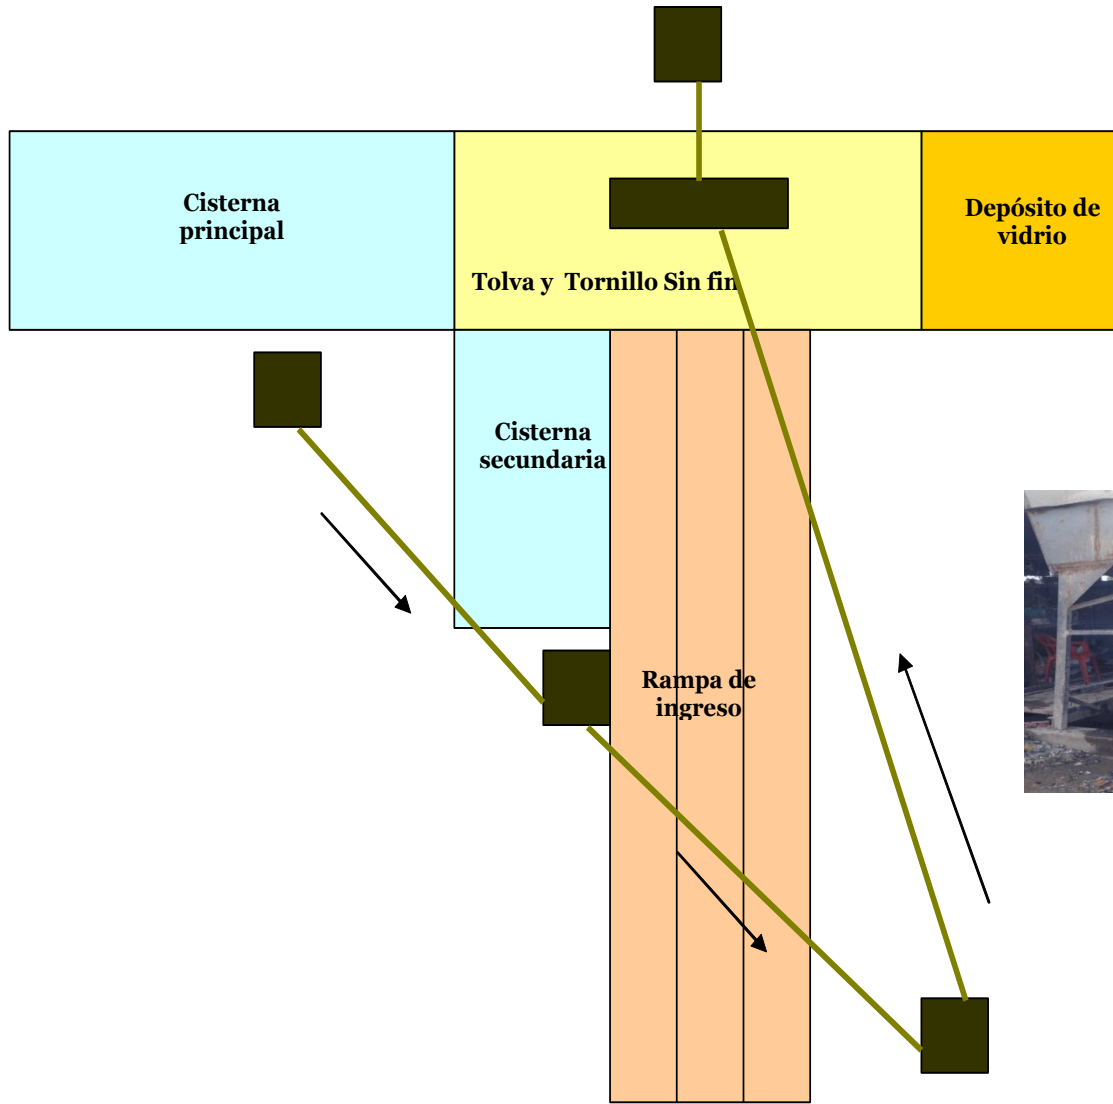 Cisterna
principal
Depósito de
vidrio
Tolva y  Tornillo Sin fin
Cisterna
secundaria
Rampa de
ingreso